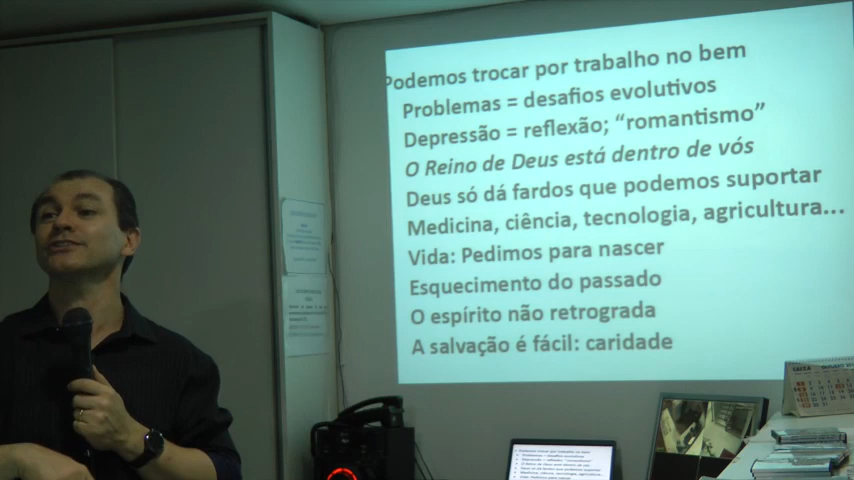 Podemos trocar por trabalho no bem
Problemas = desafios evolutivos
Depressão = reflexão; “romantismo”
O Reino de Deus está dentro de vós
Deus só dá fardos que podemos suportar
Medicina, ciência, tecnologia, agricultura...
Vida: Pedimos para nascer
Esquecimento do passado
O espírito não retrograda
A salvação é fácil: caridade
CAIXA